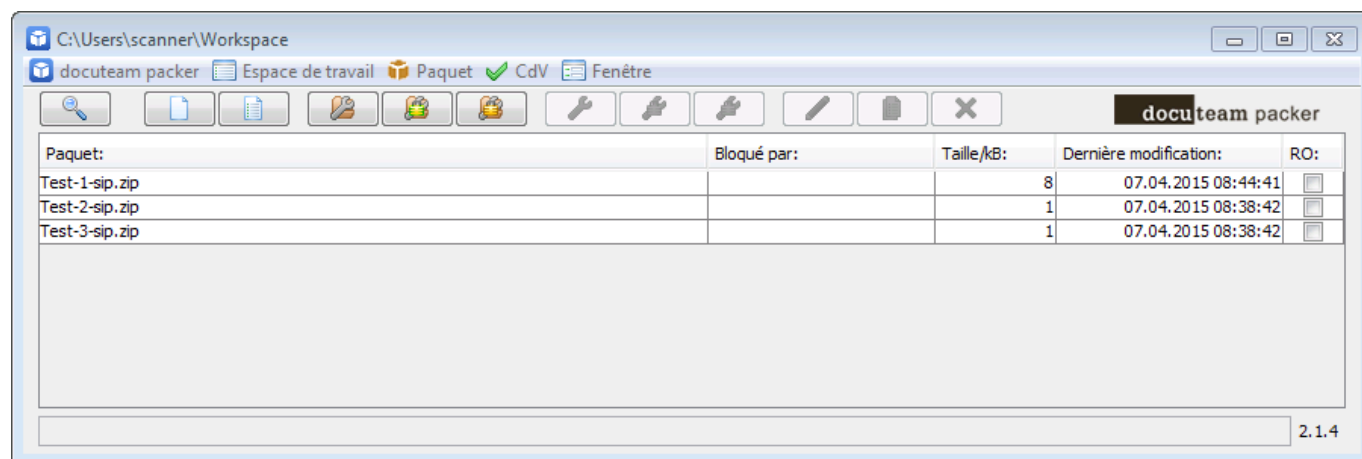 C:\Users\scanner\Workspace
docuteam packer Espace de travail Paquet CdV Fenêtre
docuteam packer
Paquet: Bloqué par: Taille/kB: Dernière modification: RO:
Test-1-sip.zip 8 07.04.2015 08:44:41
Test-2-sip.zip 1 07.04.2015 08:38:42
Test-3-sip.zip 1 07.04.2015 08:38:42
2.1.4